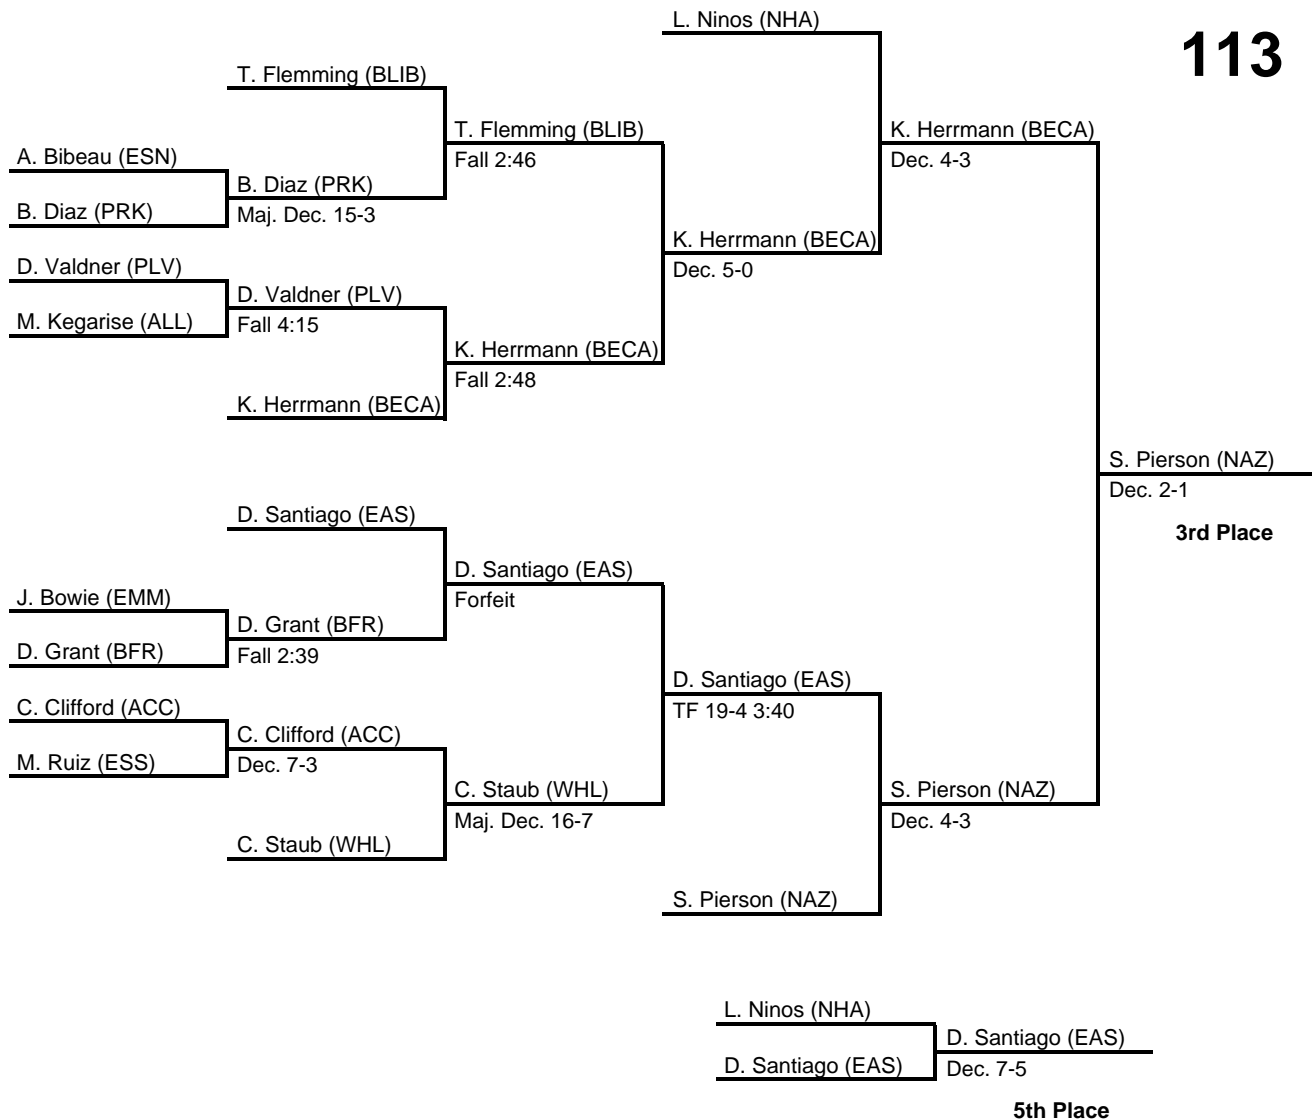 L. Ninos (NHA)
113
T. Flemming (BLIB)
T. Flemming (BLIB)
K. Herrmann (BECA)
A. Bibeau (ESN)
Fall 2:46
Dec. 4-3
B. Diaz (PRK)
B. Diaz (PRK)
Maj. Dec. 15-3
K. Herrmann (BECA)
D. Valdner (PLV)
Dec. 5-0
D. Valdner (PLV)
M. Kegarise (ALL)
Fall 4:15
K. Herrmann (BECA)
Fall 2:48
K. Herrmann (BECA)
S. Pierson (NAZ)
Dec. 2-1
D. Santiago (EAS)
3rd Place
D. Santiago (EAS)
J. Bowie (EMM)
Forfeit
D. Grant (BFR)
D. Grant (BFR)
Fall 2:39
D. Santiago (EAS)
C. Clifford (ACC)
TF 19-4 3:40
C. Clifford (ACC)
M. Ruiz (ESS)
Dec. 7-3
C. Staub (WHL)
S. Pierson (NAZ)
Maj. Dec. 16-7
Dec. 4-3
C. Staub (WHL)
S. Pierson (NAZ)
L. Ninos (NHA)
D. Santiago (EAS)
D. Santiago (EAS)
Dec. 7-5
5th Place